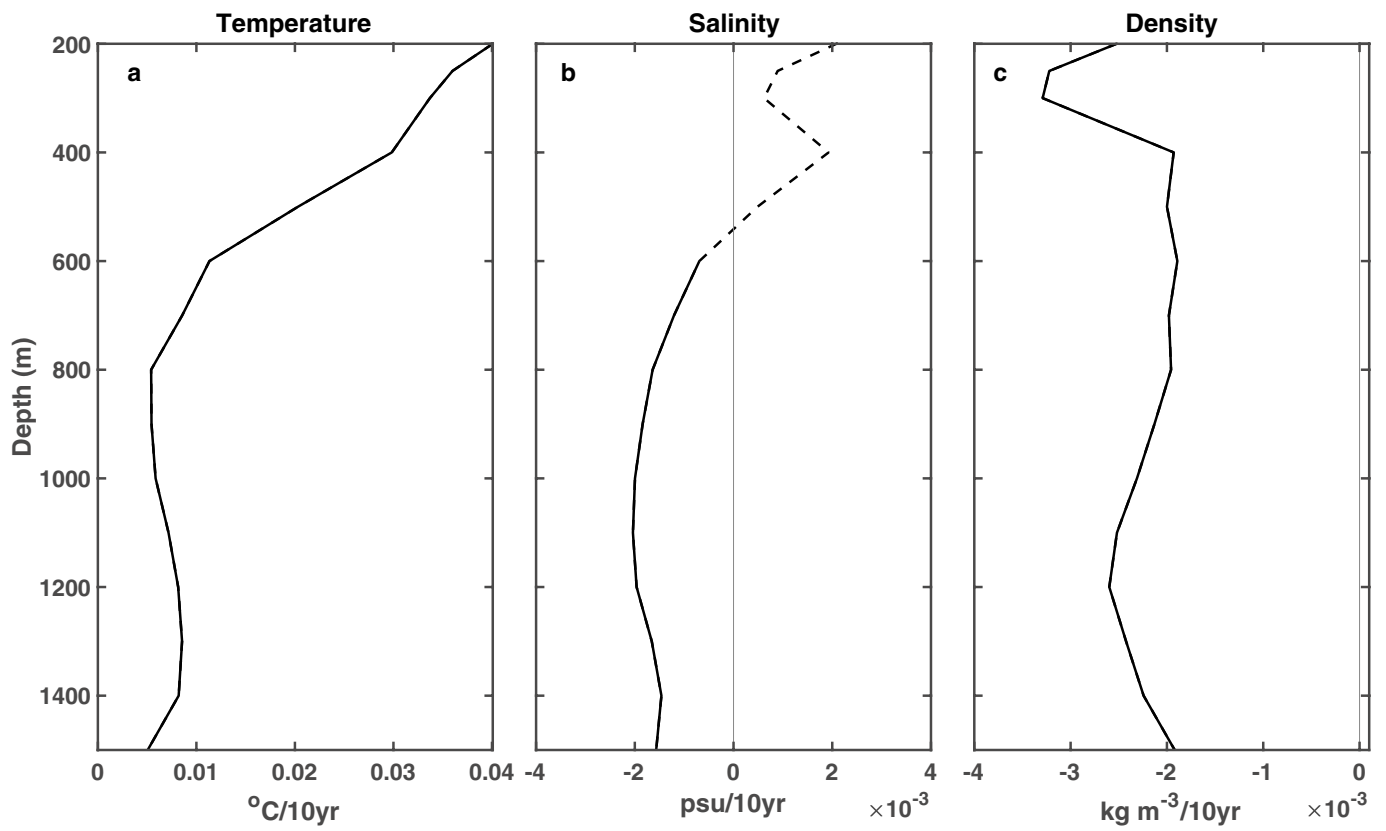 Temperature
Salinity
Density
a
b
c
200
400
600
800
1000
1200
1400
Depth (m)
0 0.01 0.02 0.03 0.04
-4 -2 0 2 4
-4 -3 -2 -1 0
°C/10yr
psu/10yr
×10⁻³
kg m⁻³/10yr
×10⁻³